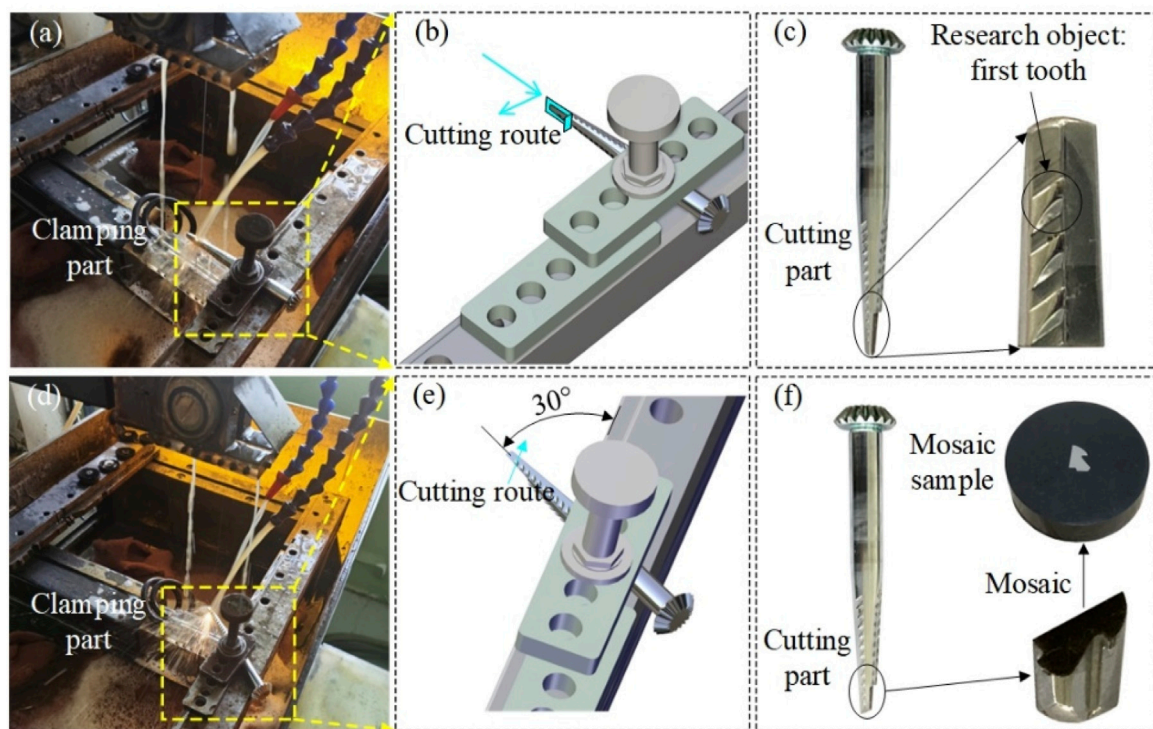 (a)
Clamping
part
(b)
Cutting route
(c)
Research object:
first tooth
Cutting
part
(d)
Clamping
part
(e)
30°
Cutting route
(f)
Mosaic
sample
Mosaic
Cutting
part